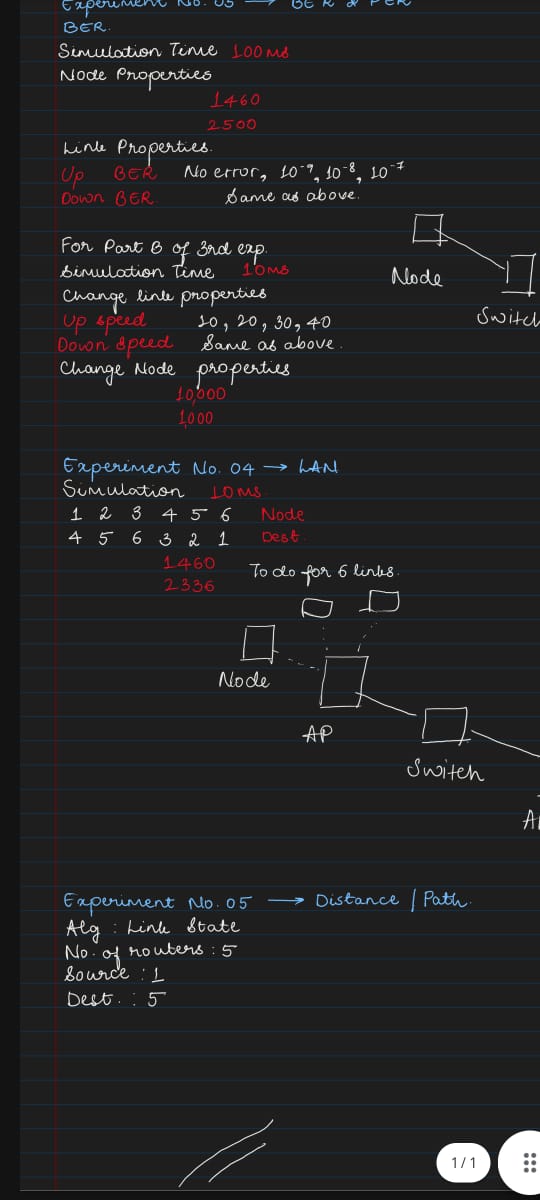 Experiment No. 03 → BER & PER
BER.
Simulation Time 100 ms
Node Properties
1460
2500
Link Properties.
Up BER No error, 10⁻⁹, 10⁻⁸, 10⁻⁷
Down BER. Same as above.
For Part B of 3rd exp.
Simulation Time 10ms
Change link properties
Up speed 10, 20, 30, 40
Down Speed Same as above.
Change Node properties
10,000
1,000
Node
Switch
Experiment No. 04 → LAN
Simulation 10 ms.
1 2 3 4 5 6 Node
4 5 6 3 2 1 Dest.
1460
2336
To do for 6 links.
Node
AP
Switch
Experiment No. 05 → Distance / Path.
Alg : Link State
No. of routers : 5
Source : 1
Dest. : 5
1 / 1